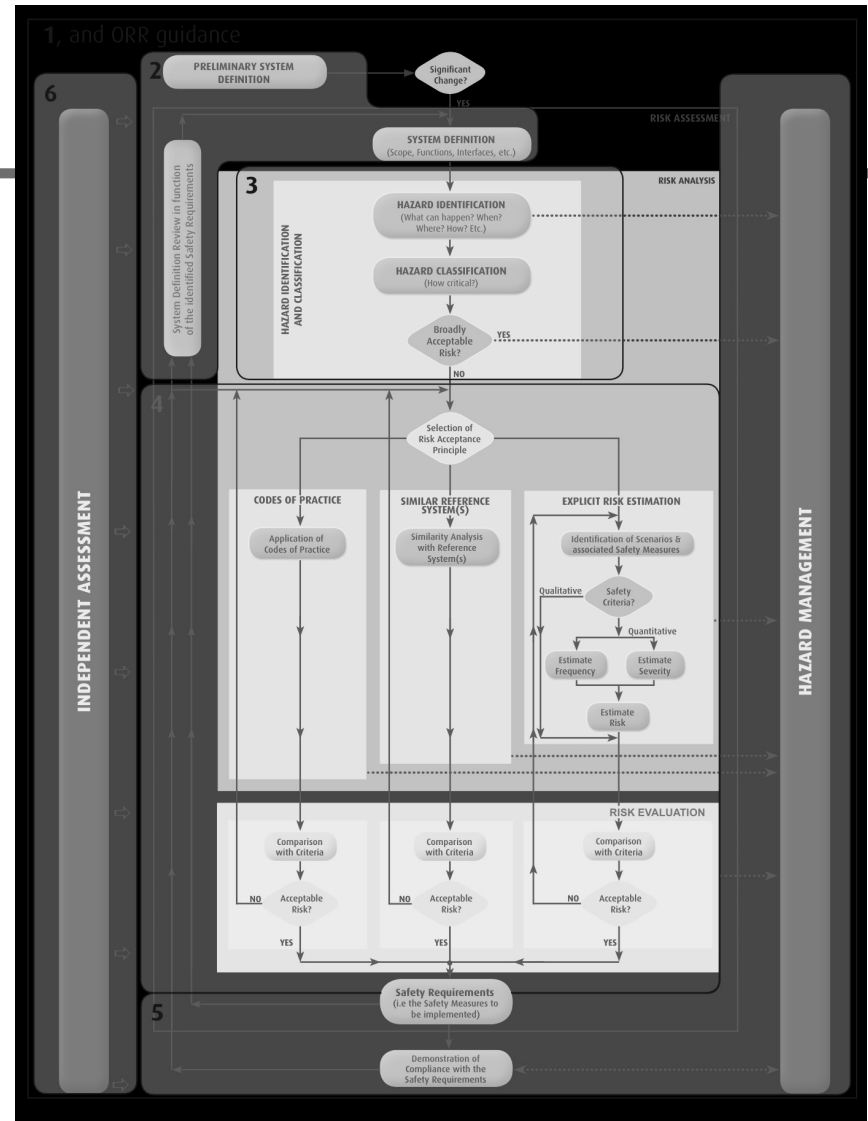 1, and ORR guidance
2
PRELIMINARY SYSTEM
DEFINITION
Significant
Change?
YES
6
RISK ASSESSMENT
SYSTEM DEFINITION
(Scope, Functions, Interfaces, etc.)
System Definition Review in function
of the identified Safety Requirements
3
RISK ANALYSIS
HAZARD IDENTIFICATION
AND CLASSIFICATION
HAZARD IDENTIFICATION
(What can happen? When?
Where? How? Etc.)
HAZARD CLASSIFICATION
(How critical?)
Broadly
Acceptable
Risk?
YES
NO
4
Selection of
Risk Acceptance
Principle
CODES OF PRACTICE
Application of
Codes of Practice
SIMILAR REFERENCE
SYSTEM(S)
Similarity Analysis
with Reference
System(s)
EXPLICIT RISK ESTIMATION
Identification of Scenarios &
associated Safety Measures
Qualitative
Safety
Criteria?
Quantitative
Estimate
Frequency
Estimate
Severity
Estimate
Risk
INDEPENDENT ASSESSMENT
HAZARD MANAGEMENT
RISK EVALUATION
Comparison
with Criteria
Comparison
with Criteria
Comparison
with Criteria
NO
Acceptable
Risk?
NO
Acceptable
Risk?
NO
Acceptable
Risk?
YES
YES
YES
5
Safety Requirements
(i.e the Safety Measures to
be implemented)
Demonstration of
Compliance with the
Safety Requirements